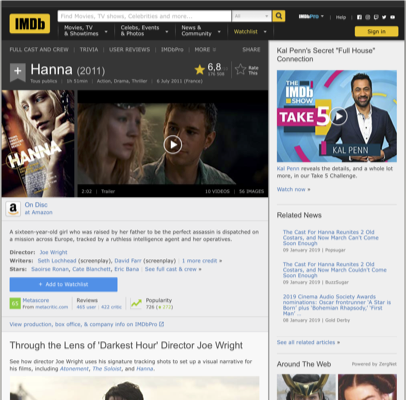 IMDb
Find Movies, TV shows, Celebrities and more...
All
IMDbPro
Help
Movies, TV
& Showtimes
Celebs, Events
& Photos
News &
Community
Watchlist
Sign in
FULL CAST AND CREW | TRIVIA | USER REVIEWS | IMDbPro | MORE
SHARE
Hanna (2011)
6,8
Rate
This
Tous publics | 1h 51min | Action, Drama, Thriller | 6 July 2011 (France)
HANNA
2:02 | Trailer
10 VIDEOS | 56 IMAGES
a
On Disc
at Amazon
A sixteen-year-old girl who was raised by her father to be the perfect assassin is dispatched on
a mission across Europe, tracked by a ruthless intelligence agent and her operatives.
Director: Joe Wright
Writers: Seth Lochhead (screenplay), David Farr (screenplay) | 1 more credit »
Stars: Saoirse Ronan, Cate Blanchett, Eric Bana | See full cast & crew »
+ Add to Watchlist
65
Metascore
From metacritic.com
Reviews
469 user | 423 critic
Popularity
View production, box office, & company info on IMDbPro
Through the Lens of 'Darkest Hour' Director Joe Wright
See how director Joe Wright uses his signature tracking shots to set up a visual narrative for
his films, including Atonement, The Soloist, and Hanna.
Kal Penn's Secret "Full House"
Connection
THE IMDb SHOW
TAKE 5
KAL PENN
Kal Penn reveals the details, and a whole lot
more, in our Take 5 Challenge.
Watch now »
Related News
The Cast For Hanna Reunites 2 Old
Costars, and Now March Can't Come
Soon Enough
09 January 2019 | Popsugar
The Cast For Hanna Reunites 2 Old
Costars, and Now March Couldn't Come
Soon Enough
09 January 2019 | BuzzSugar
2019 Cinema Audio Society Awards
nominations: Oscar frontrunner 'A Star is
Born' plus 'Bohemian Rhapsody,' 'First
Man' ...
08 January 2019 | Gold Derby
See all related articles »
Around The Web
Powered by ZergNet